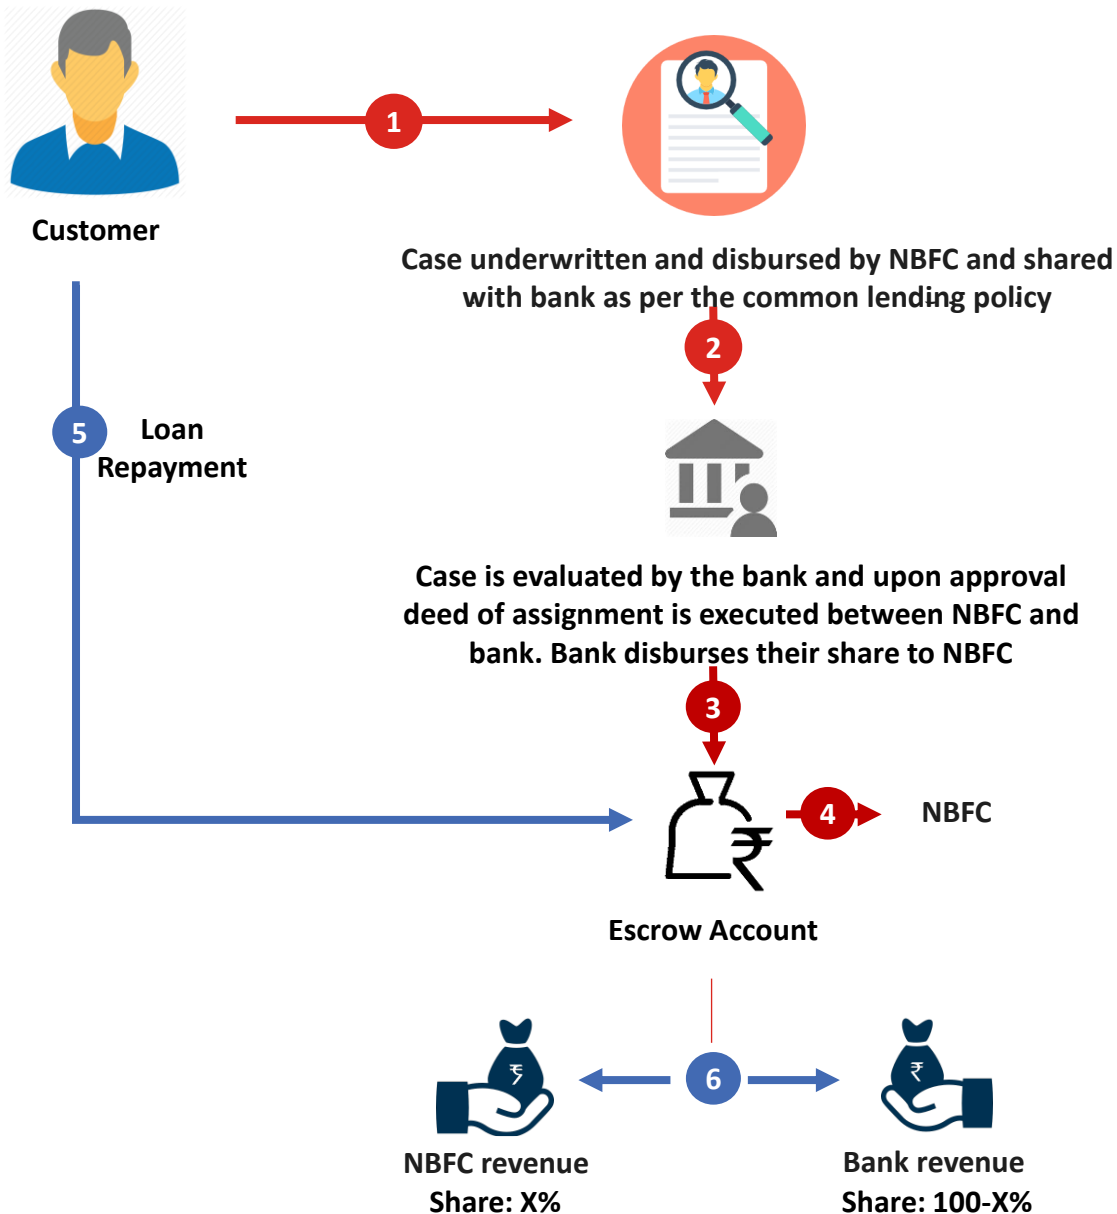 1
Customer
Case underwritten and disbursed by NBFC and shared
with bank as per the common lending policy
2
5
Loan
Repayment
Case is evaluated by the bank and upon approval
deed of assignment is executed between NBFC and
bank. Bank disburses their share to NBFC
3
4
NBFC
₹
Escrow Account
₹
₹
6
NBFC revenue
Share: X%
Bank revenue
Share: 100-X%